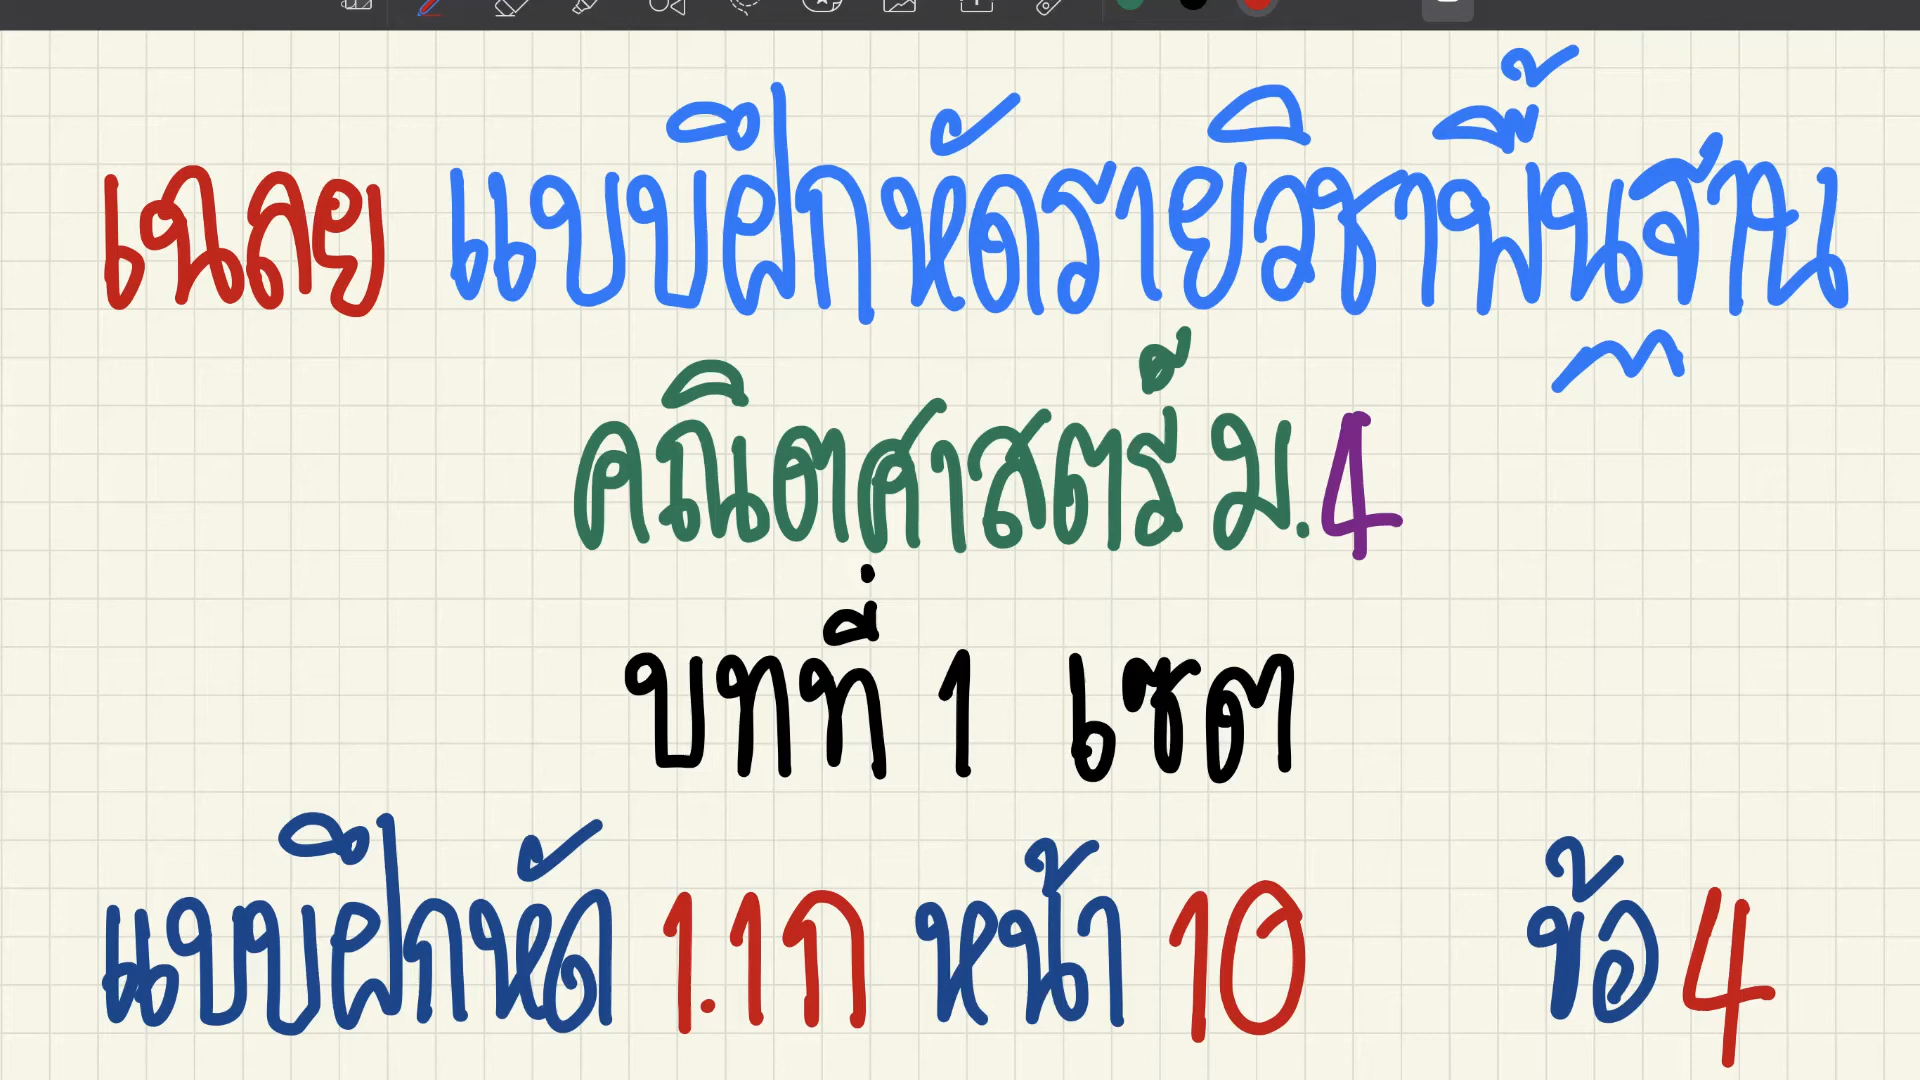 เฉลย แบบฝึกหัดรายวิชาพื้นฐาน
คณิตศาสตร์ ม.4
บทที่ 1 เซต
แบบฝึกหัด 1.1ก หน้า 10 ข้อ 4